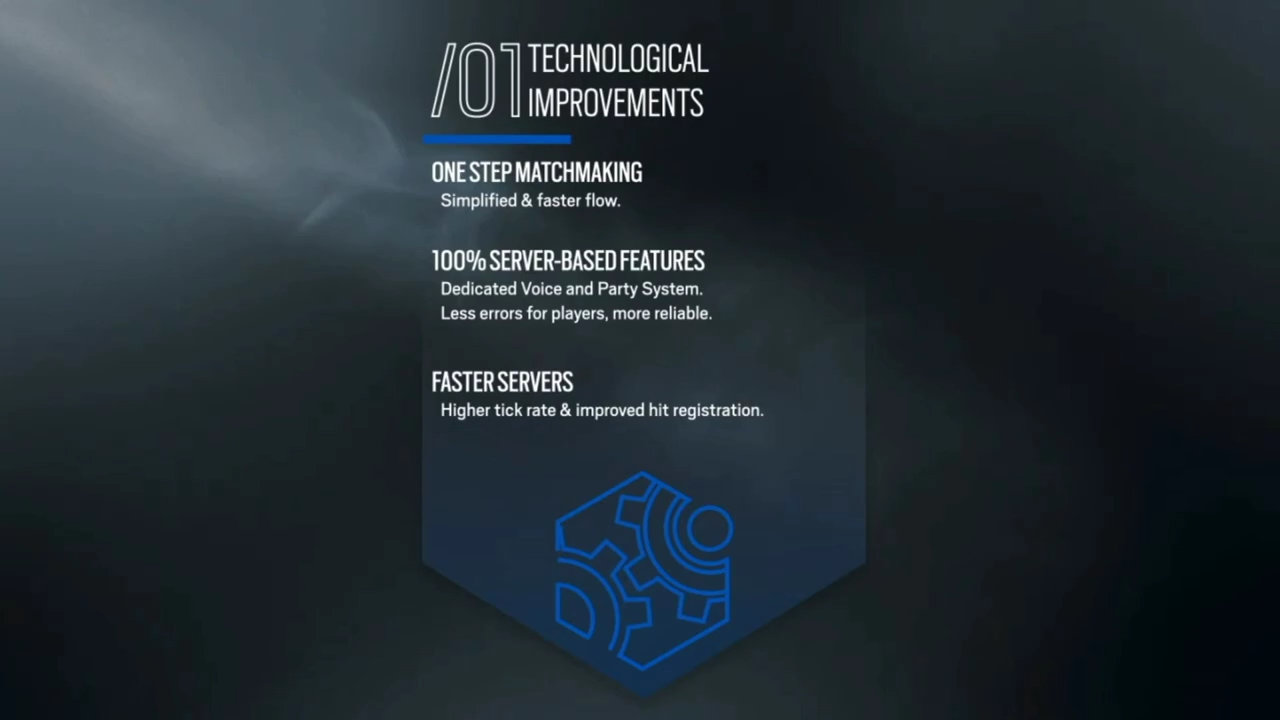 /01 TECHNOLOGICAL
IMPROVEMENTS
ONE STEP MATCHMAKING
Simplified & faster flow.
100% SERVER-BASED FEATURES
Dedicated Voice and Party System.
Less errors for players, more reliable.
FASTER SERVERS
Higher tick rate & improved hit registration.